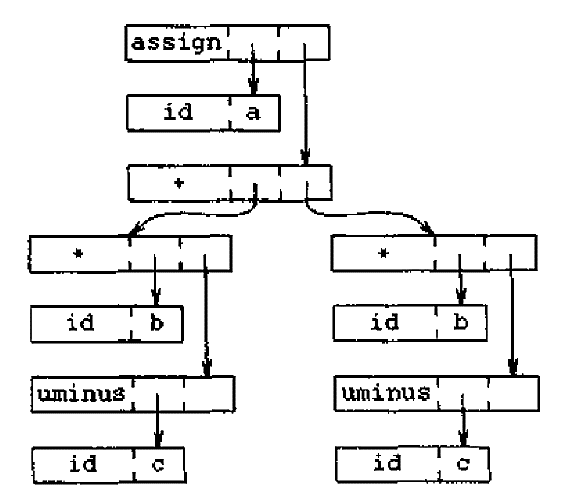 assign
id a
+
* *
id b id b
uminus uminus
id c id c